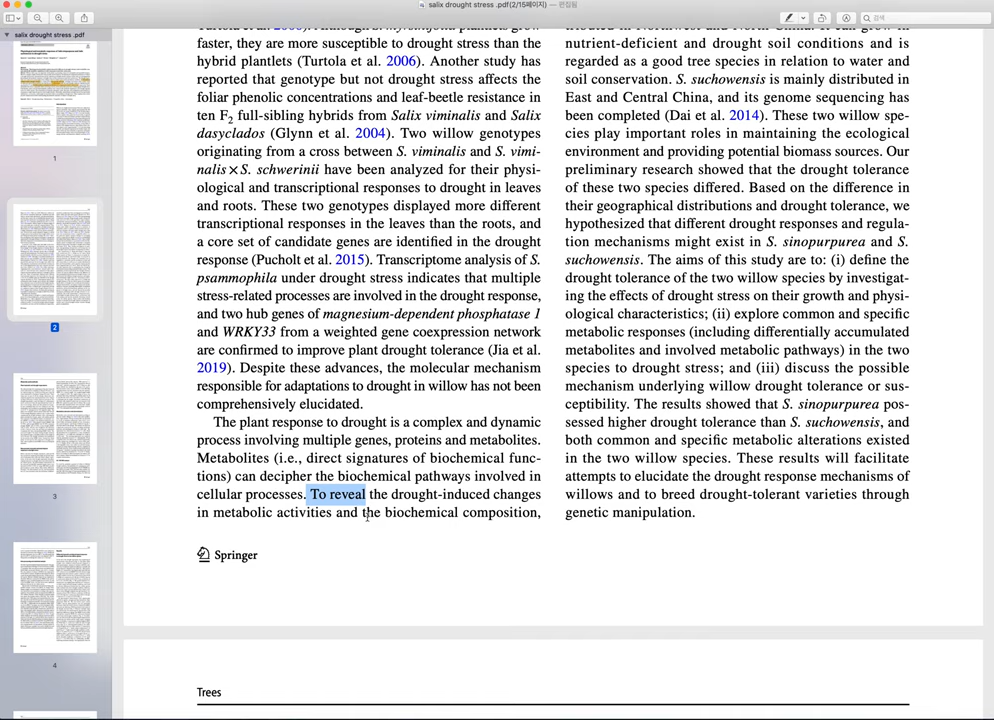 salix drought stress .pdf(2/15페이지) — 편집됨
검색
salix drought stress .pdf
1
2
3
4
faster, they are more susceptible to drought stress than the
hybrid plantlets (Turtola et al. 2006). Another study has
reported that genotype but not drought stress affects the
foliar phenolic concentrations and leaf-beetle resistance in
ten F2 full-sibling hybrids from Salix viminalis and Salix
dasyclados (Glynn et al. 2004). Two willow genotypes
originating from a cross between S. viminalis and S. vimi-
nalis × S. schwerinii have been analyzed for their physi-
ological and transcriptional responses to drought in leaves
and roots. These two genotypes displayed more different
transcriptional responses in the leaves than the roots, and
a core set of candidate genes are identified in the drought
response (Pucholt et al. 2015). Transcriptome analysis of S.
psammophila under drought stress indicates that multiple
stress-related processes are involved in the drought response,
and two hub genes of magnesium-dependent phosphatase 1
and WRKY33 from a weighted gene coexpression network
are confirmed to improve plant drought tolerance (Jia et al.
2019). Despite these advances, the molecular mechanism
responsible for adaptations to drought in willow has not been
comprehensively elucidated.
The plant response to drought is a complex and dynamic
process involving multiple genes, proteins and metabolites.
Metabolites (i.e., direct signatures of biochemical func-
tions) can decipher the biochemical pathways involved in
cellular processes. To reveal the drought-induced changes
in metabolic activities and the biochemical composition,
Springer
nutrient-deficient and drought soil conditions and is
regarded as a good tree species in relation to water and
soil conservation. S. suchowensis is mainly distributed in
East and Central China, and its genome sequencing has
been completed (Dai et al. 2014). These two willow spe-
cies play important roles in maintaining the ecological
environment and providing potential biomass sources. Our
preliminary research showed that the drought tolerance
of these two species differed. Based on the difference in
their geographical distributions and drought tolerance, we
hypothesized that different drought responses and regula-
tion mechanisms might exist in S. sinopurpurea and S.
suchowensis. The aims of this study are to: (i) define the
drought tolerance of the two willow species by investigat-
ing the effects of drought stress on their growth and physi-
ological characteristics; (ii) explore common and specific
metabolic responses (including differentially accumulated
metabolites and involved metabolic pathways) in the two
species to drought stress; and (iii) discuss the possible
mechanism underlying willow drought tolerance or sus-
ceptibility. The results showed that S. sinopurpurea pos-
sessed higher drought tolerance than S. suchowensis, and
both common and specific metabolic alterations existed
in the two willow species. These results will facilitate
attempts to elucidate the drought response mechanisms of
willows and to breed drought-tolerant varieties through
genetic manipulation.
Trees